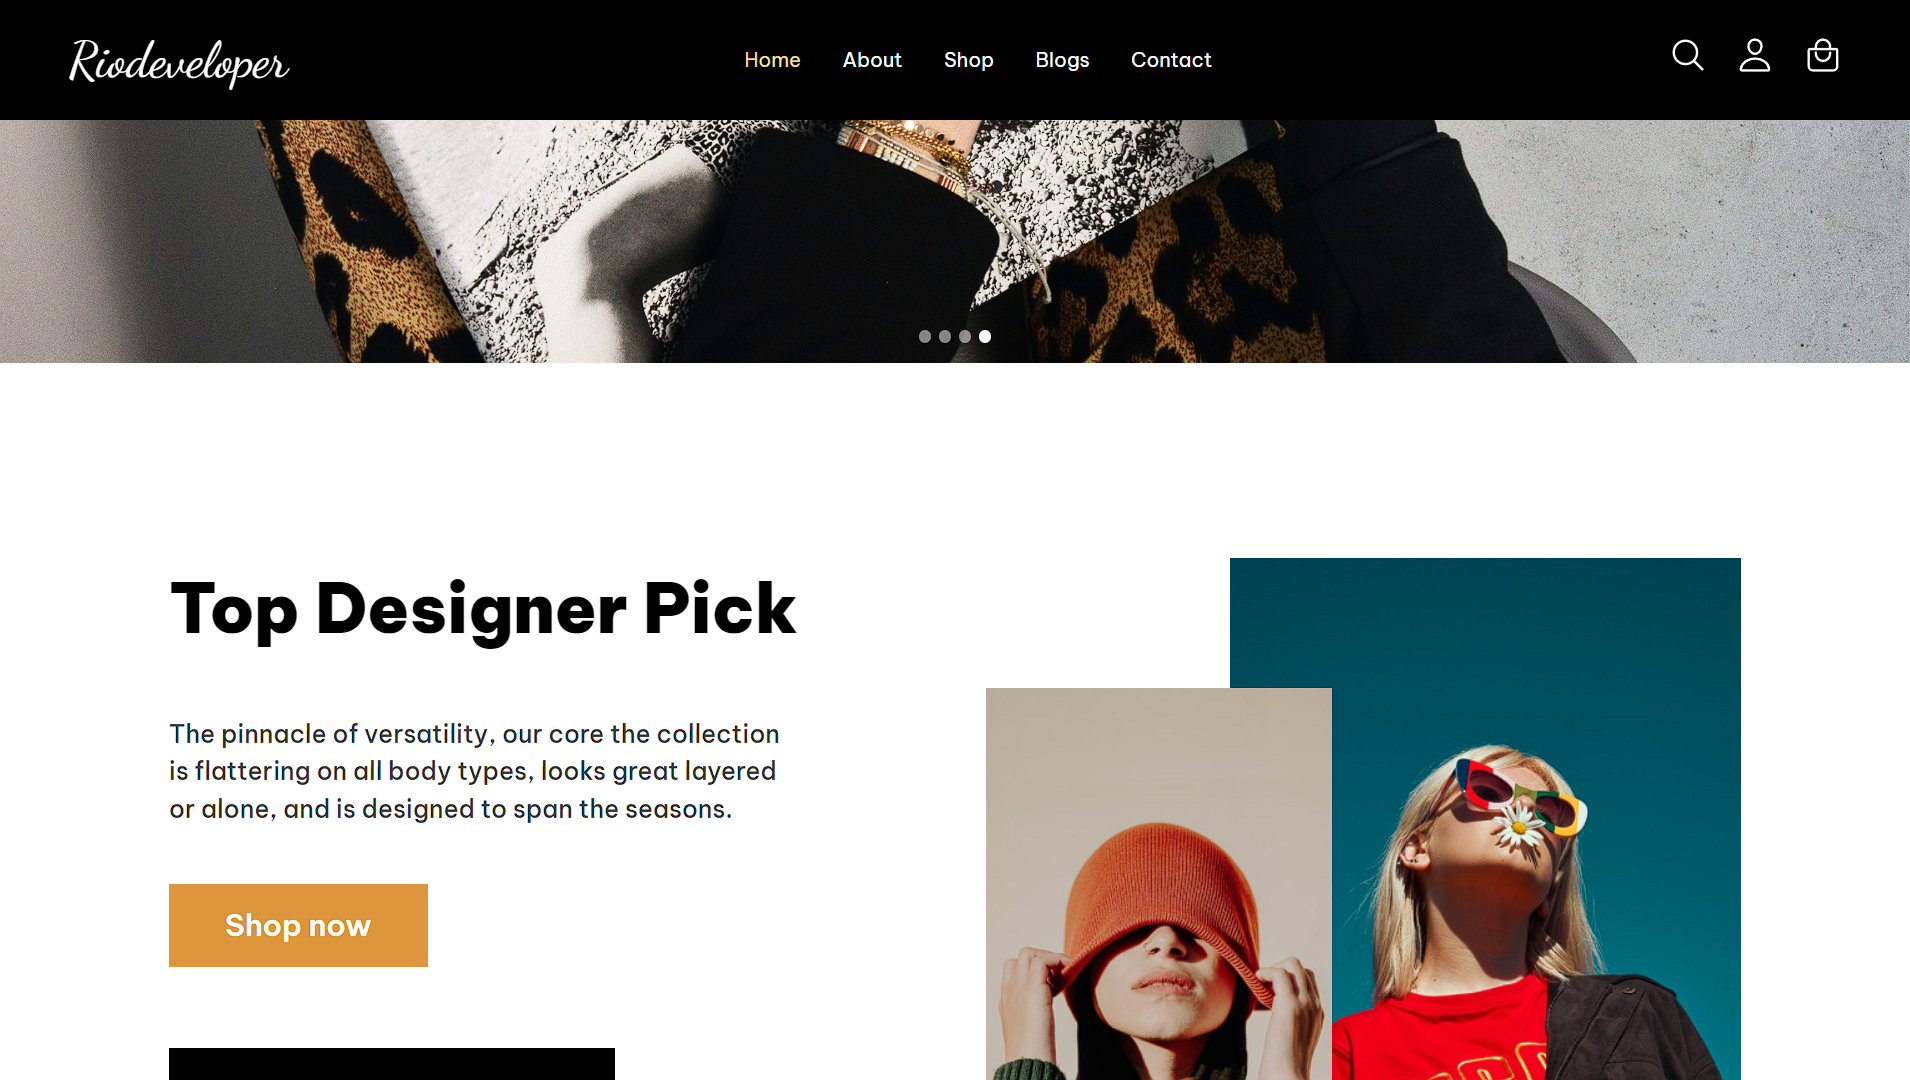 Riodeveloper
Home About Shop Blogs Contact
Top Designer Pick
The pinnacle of versatility, our core the collection
is flattering on all body types, looks great layered
or alone, and is designed to span the seasons.
Shop now